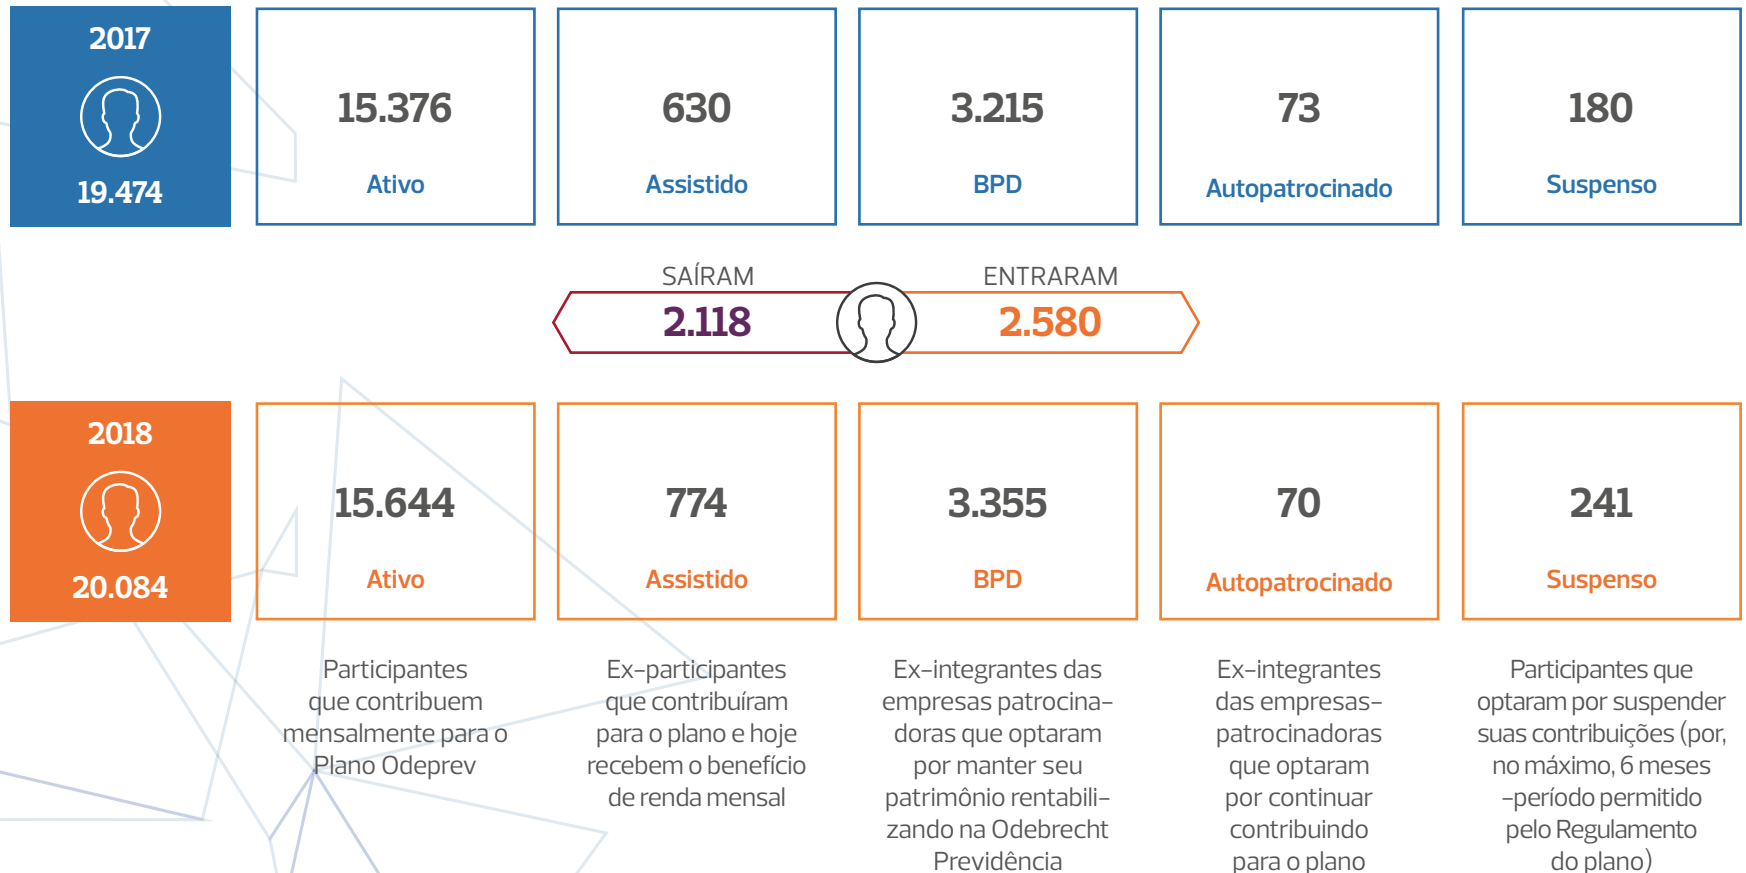 2017
19.474
15.376
Ativo
630
Assistido
3.215
BPD
73
Autopatrocinado
180
Suspenso
SAÍRAM
2.118
ENTRARAM
2.580
2018
20.084
15.644
Ativo
774
Assistido
3.355
BPD
70
Autopatrocinado
241
Suspenso
Participantes
que contribuem
mensalmente para o
Plano Odeprev
Ex-participantes
que contribuíram
para o plano e hoje
recebem o benefício
de renda mensal
Ex-integrantes das
empresas patrocina-
doras que optaram
por manter seu
patrimônio rentabili-
zando na Odebrecht
Previdência
Ex-integrantes
das empresas-
patrocinadoras
que optaram
por continuar
contribuindo
para o plano
Participantes que
optaram por suspender
suas contribuições (por,
no máximo, 6 meses
-período permitido
pelo Regulamento
do plano)